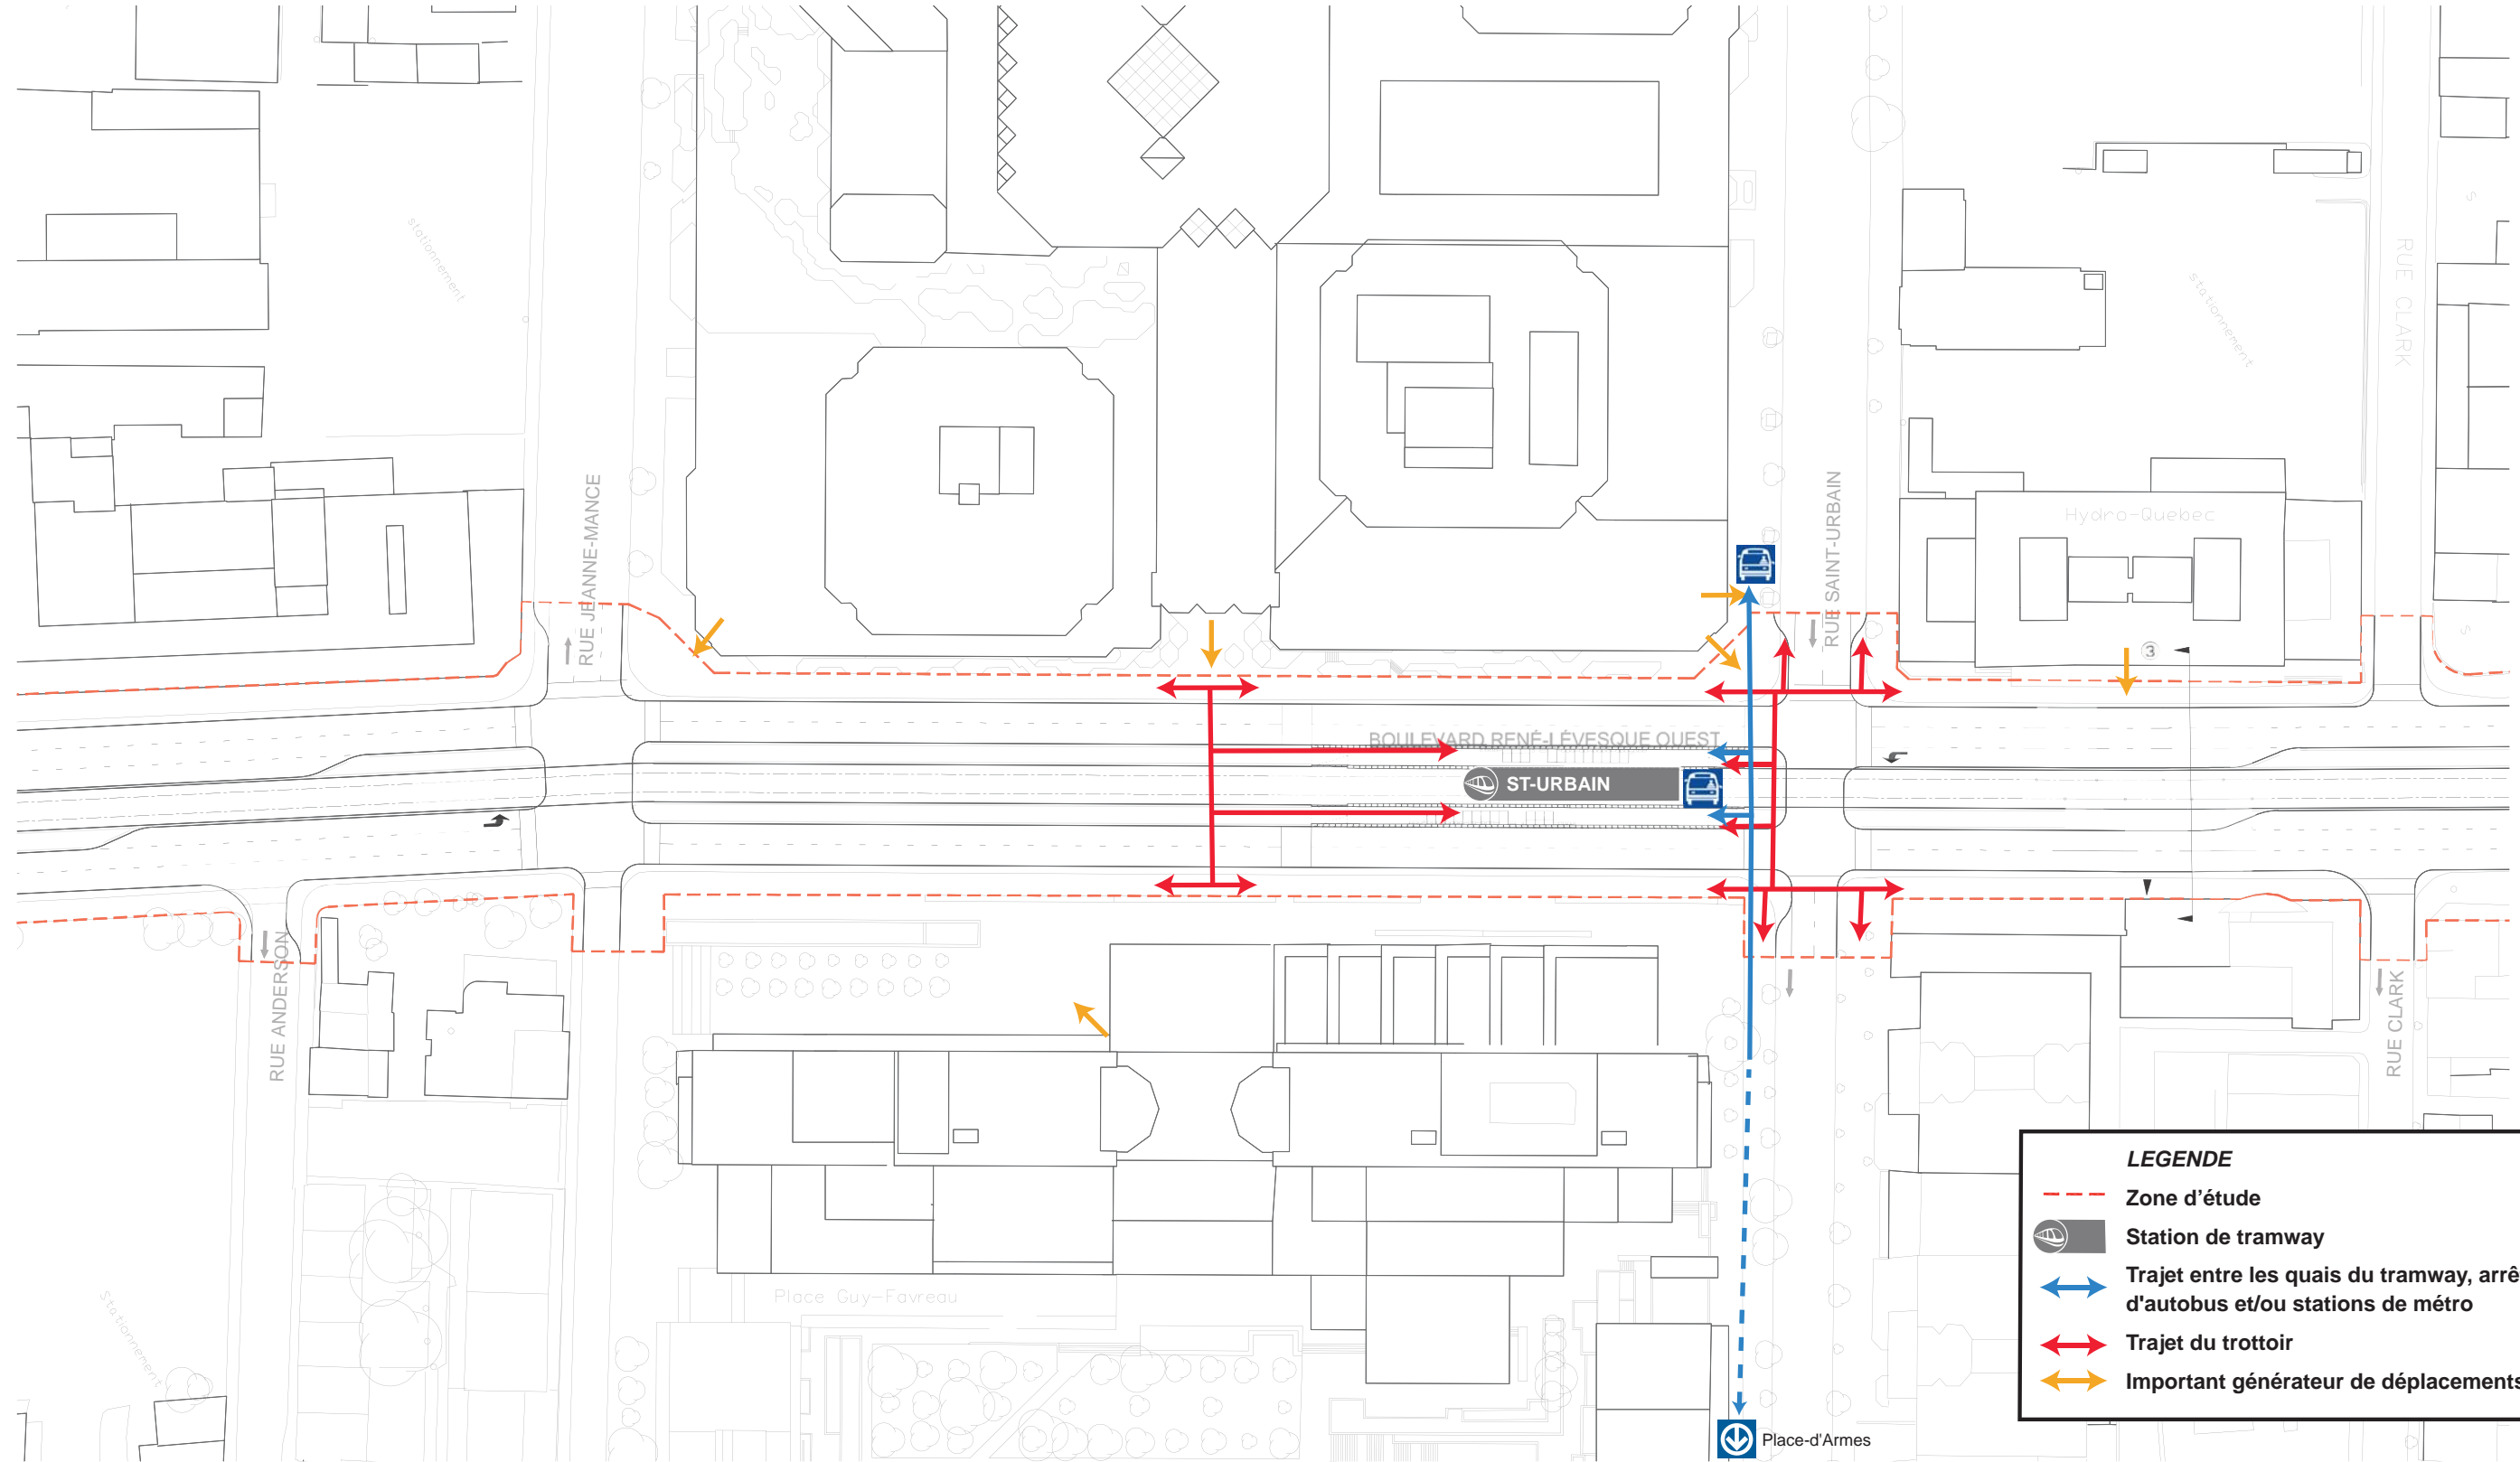 stationnement
RUE CLARK
stationnement
S
RUE JEANNE-MANCE
RUE SAINT-URBAIN
Hydro-Quebec
S
3
BOULEVARD RENÉ-LÉVESQUE OUEST
ST-URBAIN
RUE ANDERSON
RUE CLARK
Place Guy-Favreau
Stationnement
Place-d'Armes
LEGENDE
Zone d'étude
Station de tramway
Trajet entre les quais du tramway, arrê
d'autobus et/ou stations de métro
Trajet du trottoir
Important générateur de déplacements